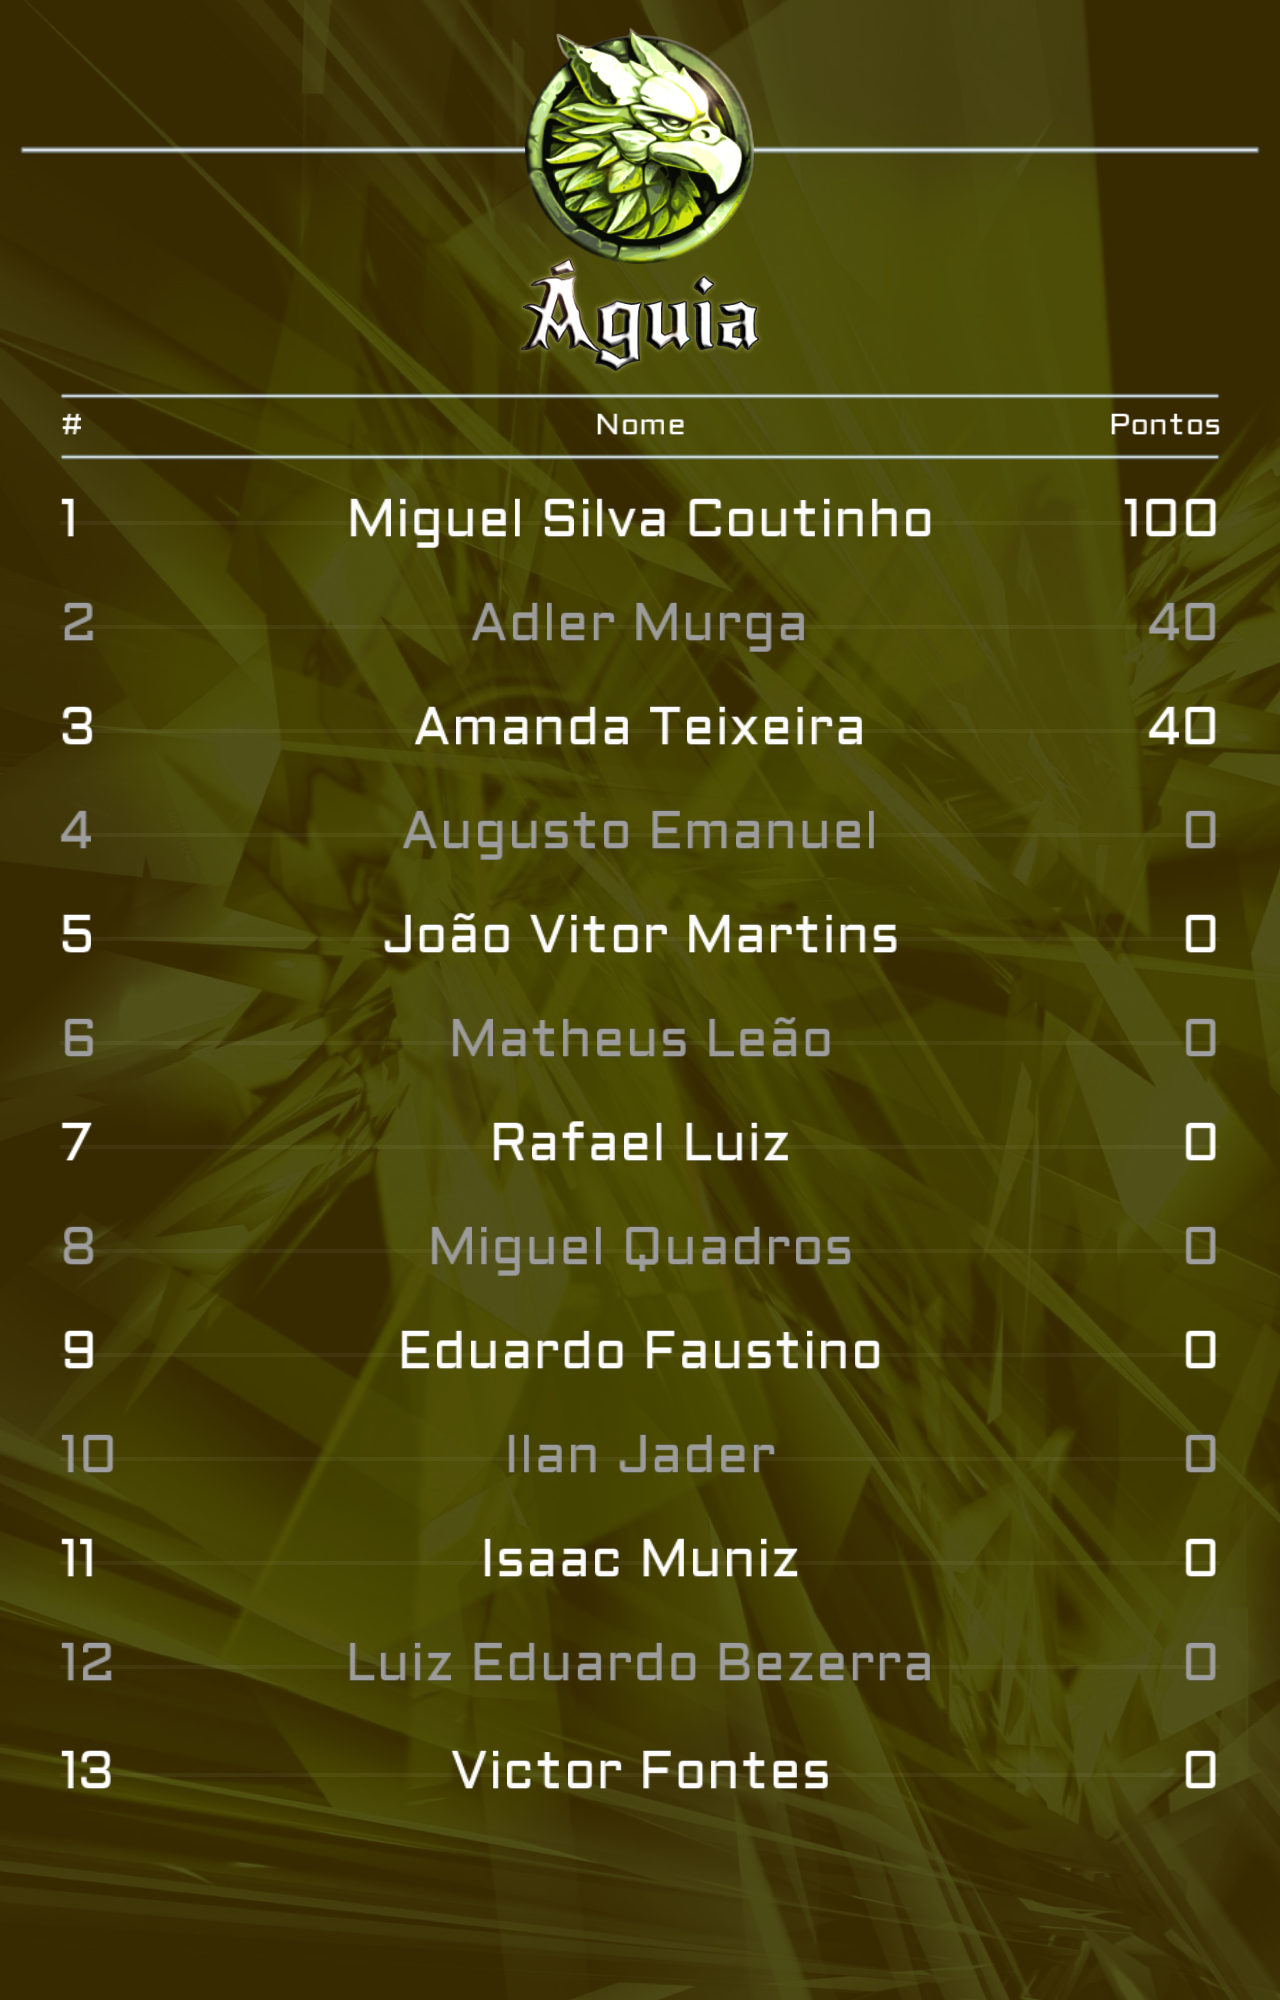 Águia
# Nome Pontos
1 Miguel Silva Coutinho 100
2 Adler Murga 40
3 Amanda Teixeira 40
4 Augusto Emanuel 0
5 João Vitor Martins 0
6 Matheus Leão 0
7 Rafael Luiz 0
8 Miguel Quadros 0
9 Eduardo Faustino 0
10 Ilan Jader 0
11 Isaac Muniz 0
12 Luiz Eduardo Bezerra 0
13 Victor Fontes 0